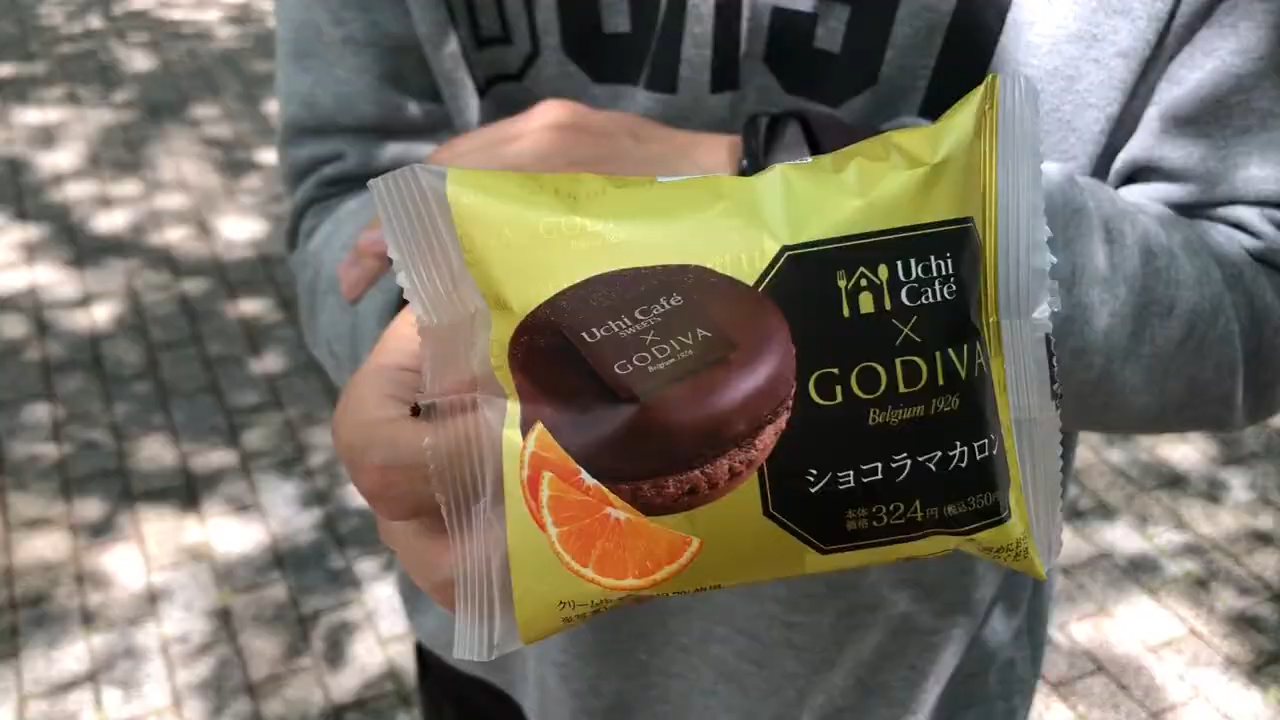 GODIVA
Uchi Café
SWEETS
×
GODIVA
Belgium 1926
Uchi
Café
×
GODIVA
Belgium 1926
ショコラマカロン
本体
価格 324円 (税込350円